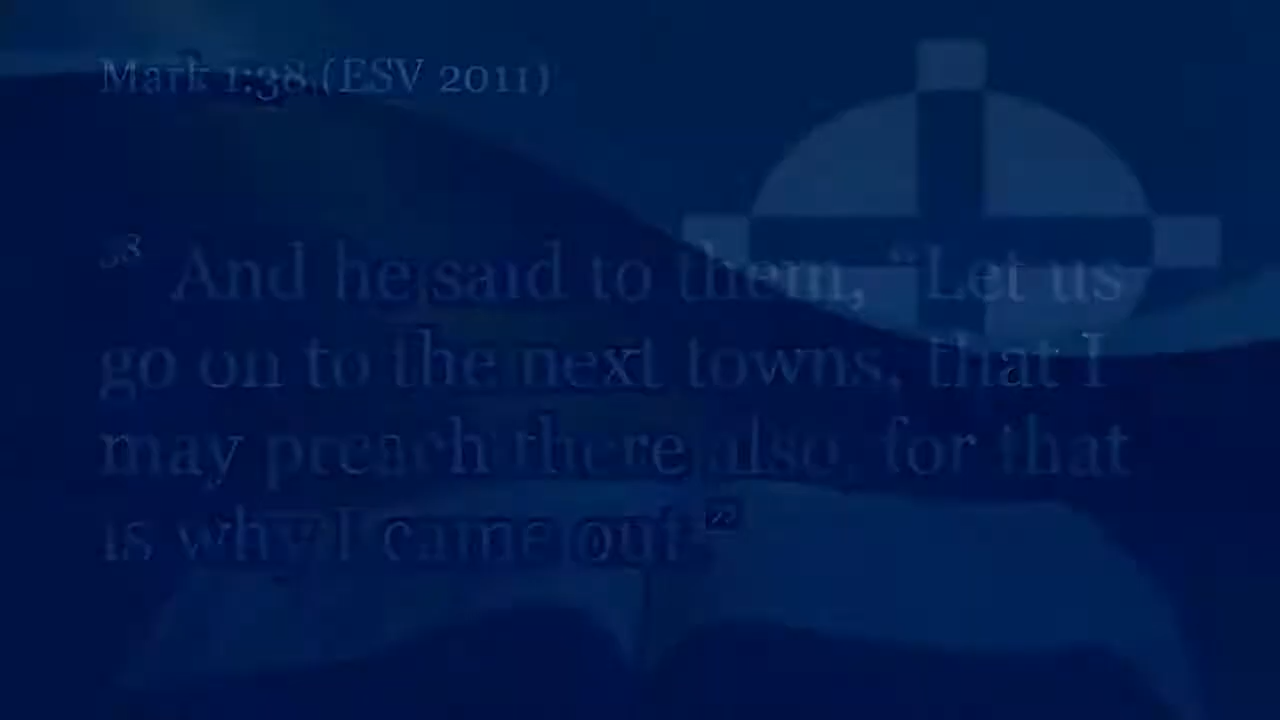 Mark 1:38 (ESV 2011)
38 And he said to them, “Let us
go on to the next towns, that I
may preach there also, for that
is why I came out.”